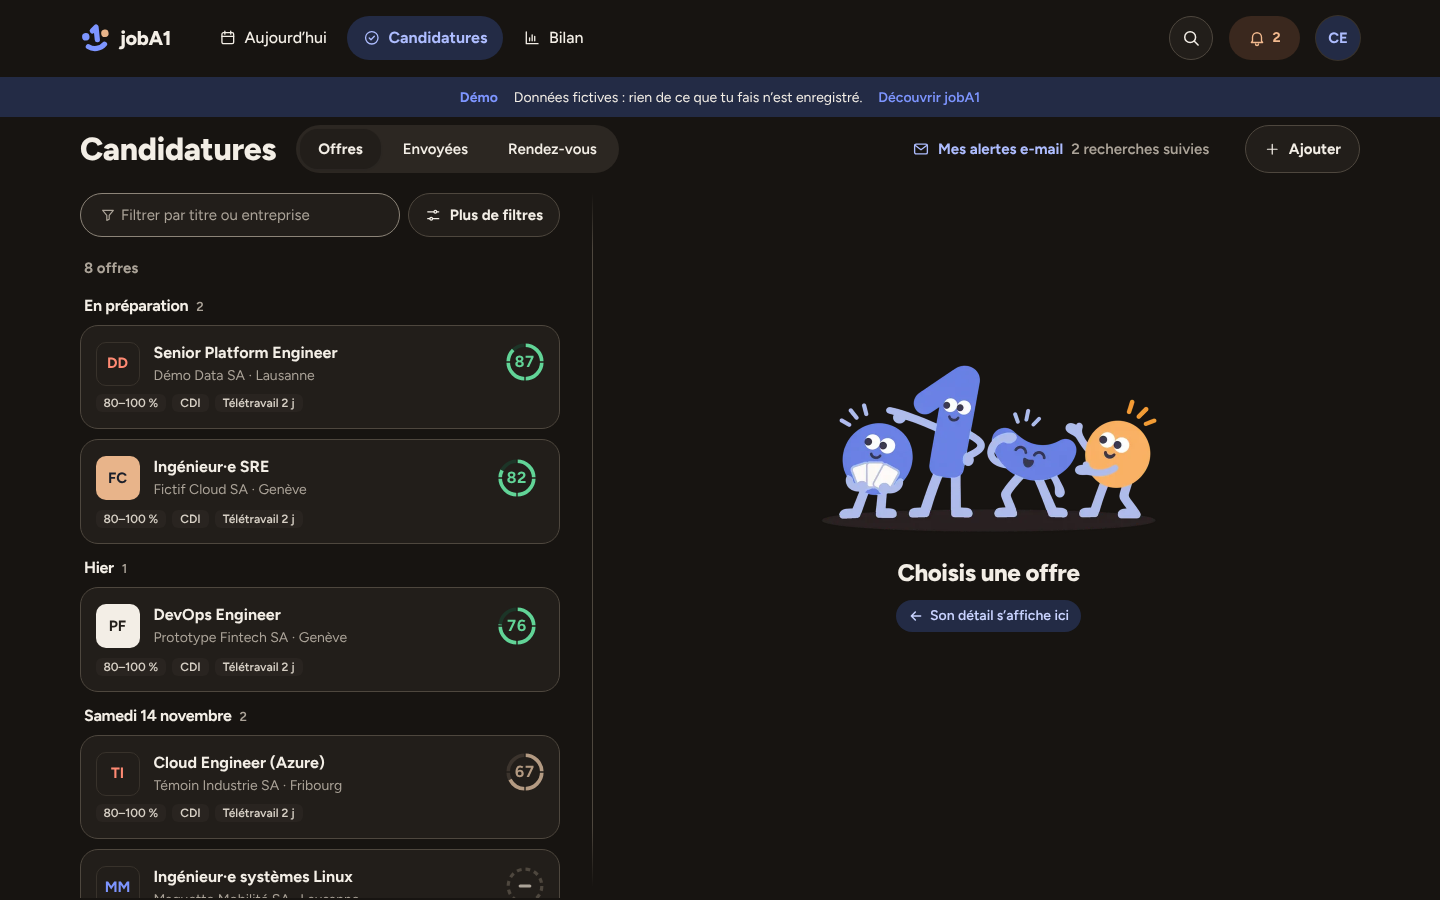 jobA1
Aujourd’hui
Candidatures
Bilan
2
CE
Démo Données fictives : rien de ce que tu fais n’est enregistré. Découvrir jobA1
Candidatures
Offres
Envoyées
Rendez-vous
Mes alertes e-mail 2 recherches suivies
Ajouter
Filtrer par titre ou entreprise
Plus de filtres
8 offres
En préparation 2
DD
Senior Platform Engineer
Démo Data SA · Lausanne
87
80–100 % CDI Télétravail 2 j
FC
Ingénieur·e SRE
Fictif Cloud SA · Genève
82
80–100 % CDI Télétravail 2 j
Hier 1
PF
DevOps Engineer
Prototype Fintech SA · Genève
76
80–100 % CDI Télétravail 2 j
Samedi 14 novembre 2
TI
Cloud Engineer (Azure)
Témoin Industrie SA · Fribourg
67
80–100 % CDI Télétravail 2 j
MM
Ingénieur·e systèmes Linux
Maquette Mobilité SA · Lausanne
Choisis une offre
Son détail s’affiche ici